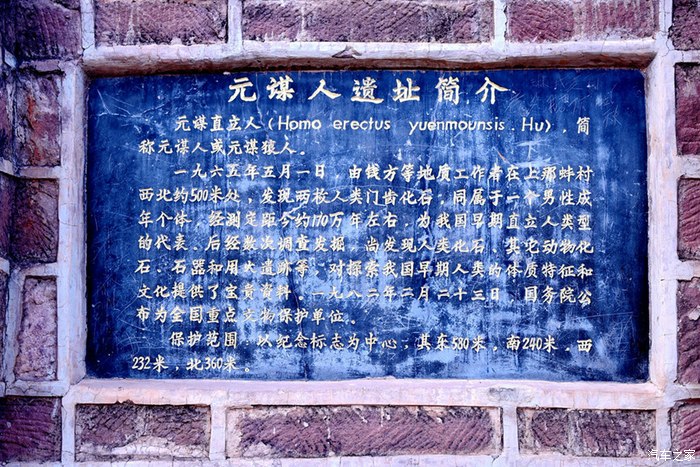 元谋人遗址简介
元谋直立人(Homo erectus yuenmounsis.Hu),简
称元谋人或元谋猿人。
一九六五年五月一日,由钱方等地质工作者在上那蚌村
西北约500米处,发现两枚人类门齿化石,同属于一个男性成
年个体,经测定距今约170万年左右,为我国早期直立人类型
的代表。后经数次调查发掘,尚发现人类化石,其它动物化
石、石器和用火遗迹等,对探索我国早期人类的体质特征和
文化提供了宝贵资料,一九八二年二月二十三日,国务院公
布为全国重点文物保护单位。
保护范围:以纪念标志为中心,其东580米,南240米,西
232米,北360米。
汽车之家